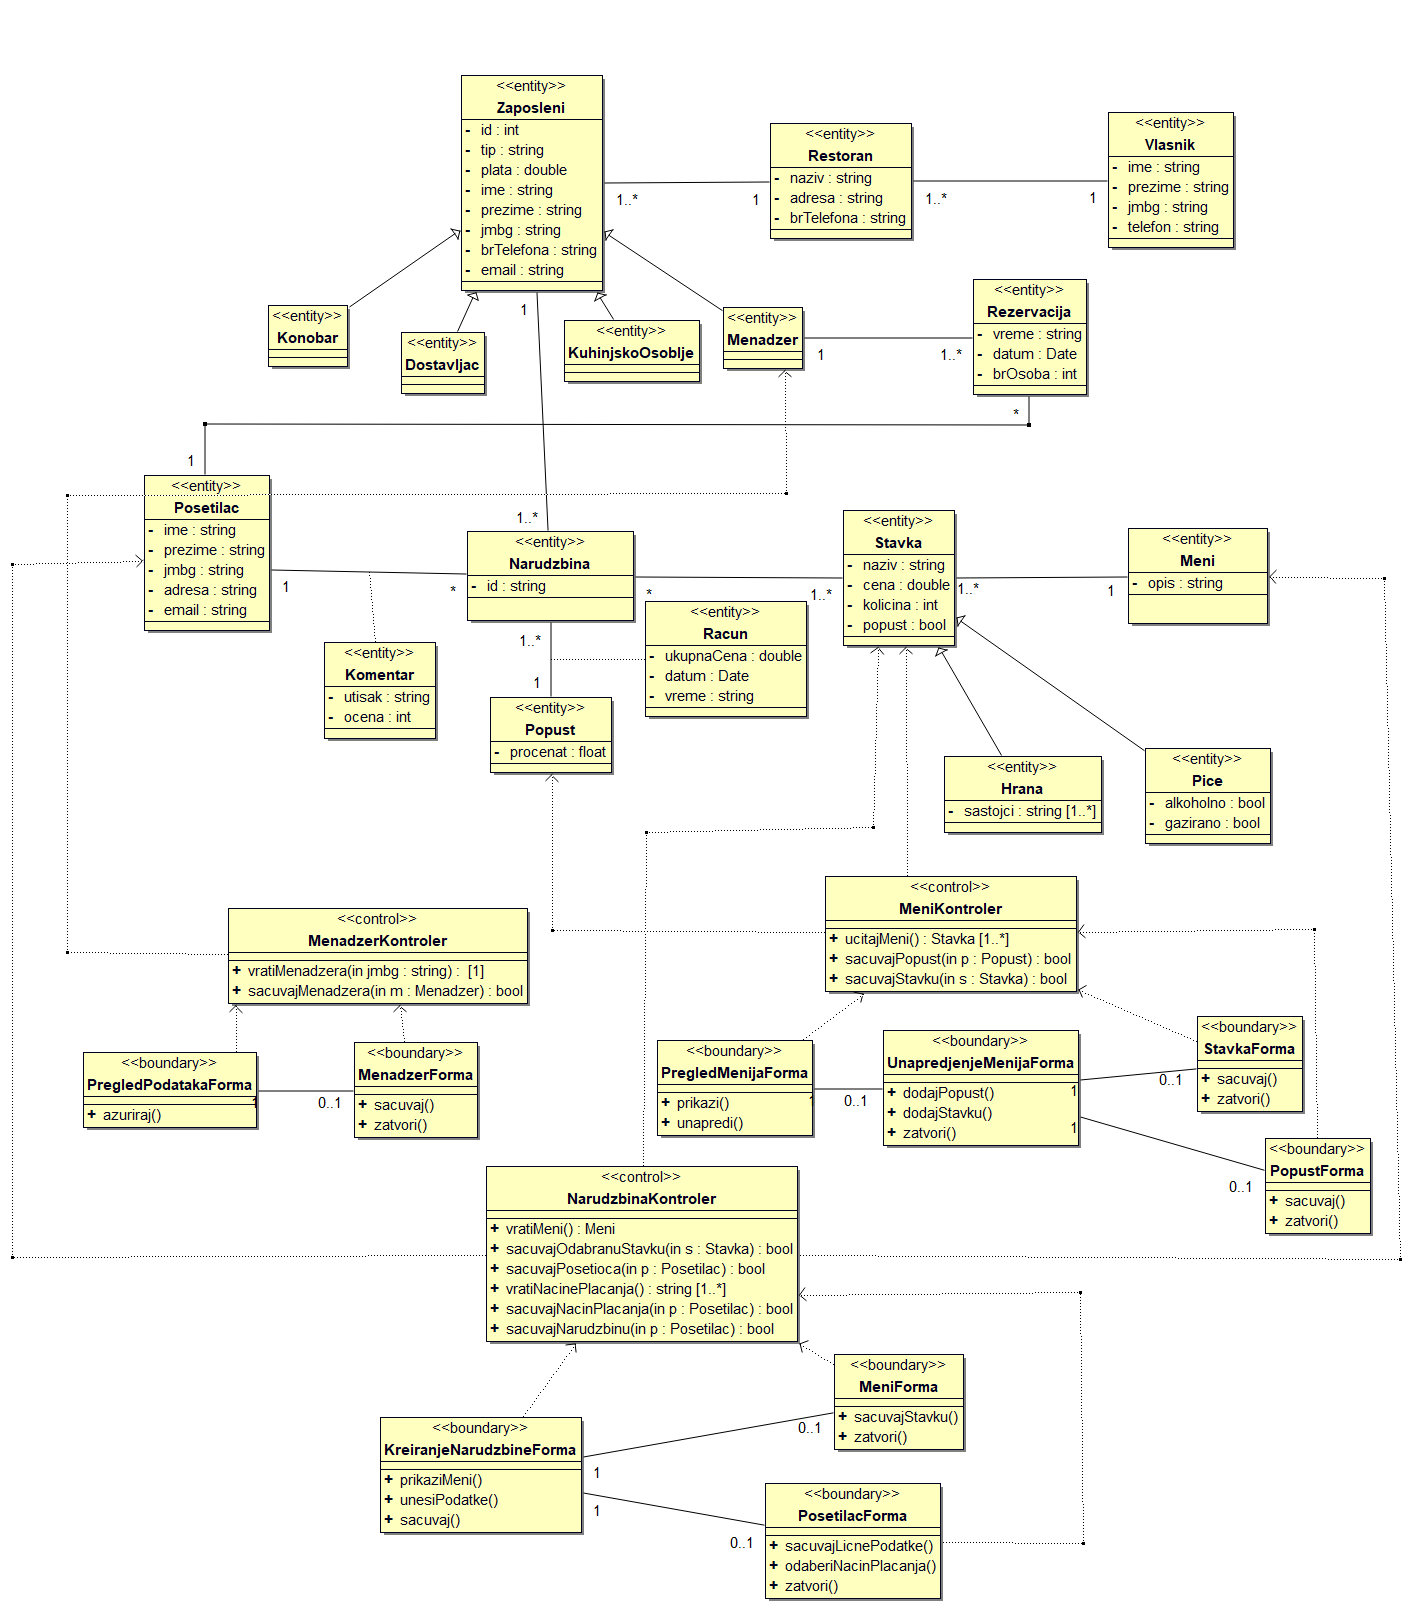 <<entity>>
Zaposleni
- id : int
- tip : string
- plata : double
- ime : string
- prezime : string
- jmbg : string
- brTelefona : string
- email : string
1..*
1
<<entity>>
Restoran
- naziv : string
- adresa : string
- brTelefona : string
1..*
1
<<entity>>
Vlasnik
- ime : string
- prezime : string
- jmbg : string
- telefon : string
<<entity>>
Konobar
<<entity>>
Dostavljac
1
<<entity>>
KuhinjskoOsoblje
<<entity>>
Menadzer
1
1..*
<<entity>>
Rezervacija
- vreme : string
- datum : Date
- brOsoba : int
*
1
<<entity>>
Posetilac
- ime : string
- prezime : string
- jmbg : string
- adresa : string
- email : string
1
*
1..*
<<entity>>
Narudzbina
- id : string
*
1..*
<<entity>>
Stavka
- naziv : string
- cena : double
- kolicina : int
- popust : bool
1..*
1
<<entity>>
Meni
- opis : string
<<entity>>
Komentar
- utisak : string
- ocena : int
1..*
1
<<entity>>
Racun
- ukupnaCena : double
- datum : Date
- vreme : string
<<entity>>
Popust
- procenat : float
<<entity>>
Hrana
- sastojci : string [1..*]
<<entity>>
Pice
- alkoholno : bool
- gazirano : bool
<<control>>
MenadzerKontroler
+ vratiMenadzera(in jmbg : string) : [1]
+ sacuvajMenadzera(in m : Menadzer) : bool
<<control>>
MeniKontroler
+ ucitajMeni() : Stavka [1..*]
+ sacuvajPopust(in p : Popust) : bool
+ sacuvajStavku(in s : Stavka) : bool
<<boundary>>
PregledPodatakaForma
+ azuriraj()
1
0..1
<<boundary>>
MenadzerForma
+ sacuvaj()
+ zatvori()
<<boundary>>
PregledMenijaForma
+ prikazi()
+ unapredi()
1
0..1
<<boundary>>
UnapredjenjeMenijaForma
+ dodajPopust()
+ dodajStavku()
+ zatvori()
1
0..1
1
0..1
<<boundary>>
StavkaForma
+ sacuvaj()
+ zatvori()
<<boundary>>
PopustForma
+ sacuvaj()
+ zatvori()
<<control>>
NarudzbinaKontroler
+ vratiMeni() : Meni
+ sacuvajOdabranuStavku(in s : Stavka) : bool
+ sacuvajPosetioca(in p : Posetilac) : bool
+ vratiNacinePlacanja() : string [1..*]
+ sacuvajNacinPlacanja(in p : Posetilac) : bool
+ sacuvajNarudzbinu(in p : Posetilac) : bool
<<boundary>>
MeniForma
+ sacuvajStavku()
+ zatvori()
<<boundary>>
KreiranjeNarudzbineForma
+ prikaziMeni()
+ unesiPodatke()
+ sacuvaj()
1
0..1
1
0..1
<<boundary>>
PosetilacForma
+ sacuvajLicnePodatke()
+ odaberiNacinPlacanja()
+ zatvori()